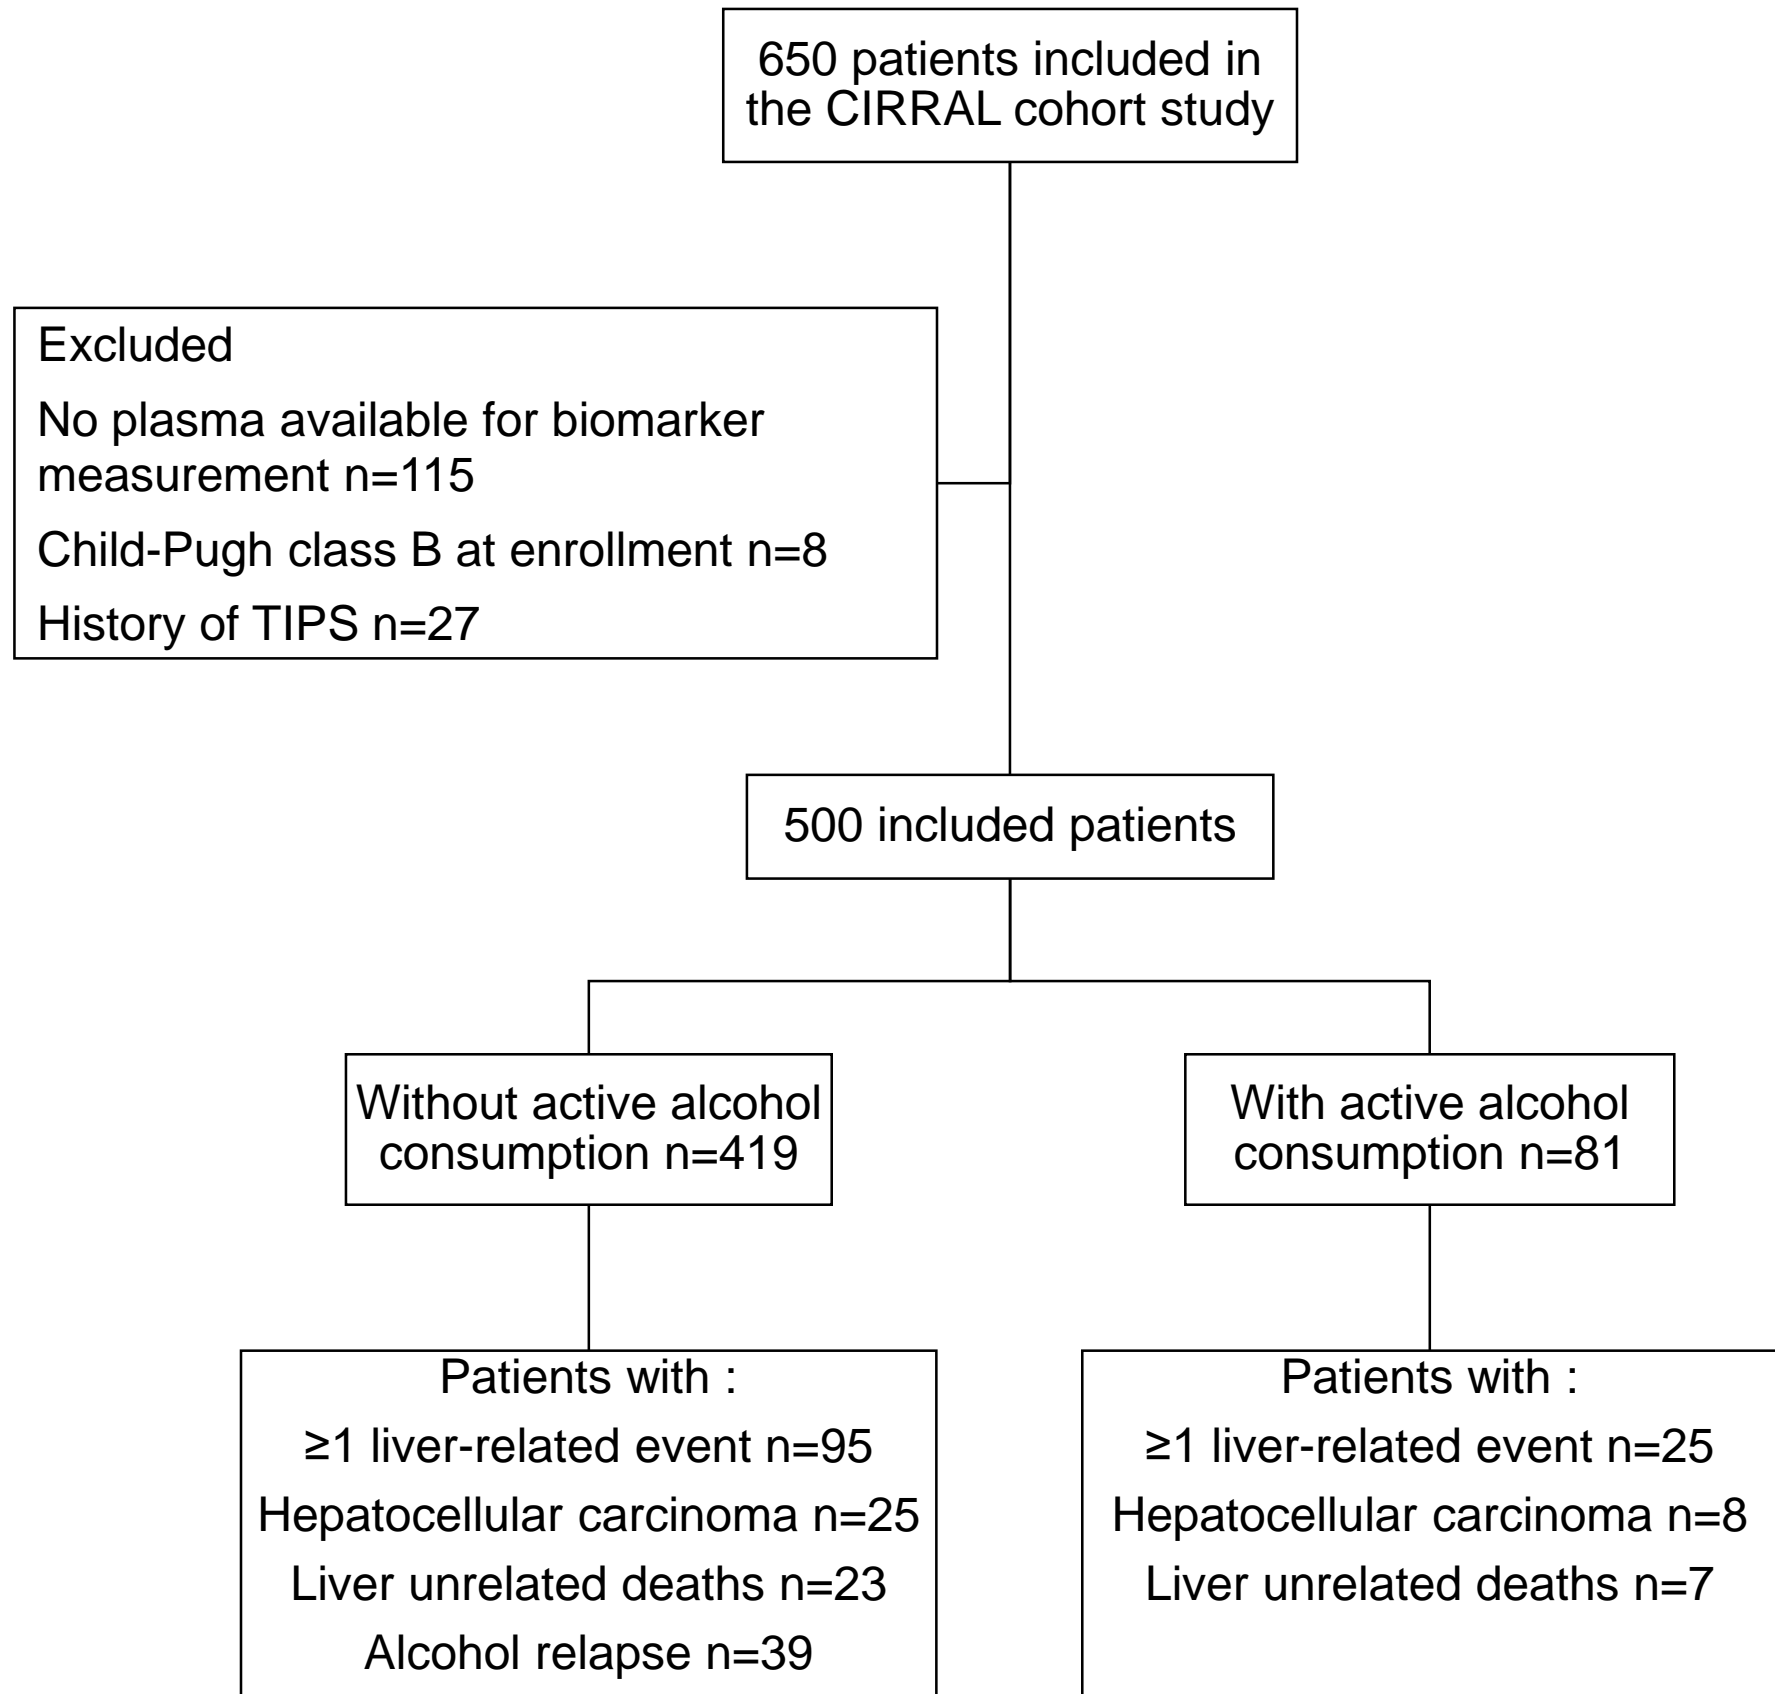 650 patients included in
the CIRRAL cohort study
Excluded
No plasma available for biomarker
measurement n=115
Child-Pugh class B at enrollment n=8
History of TIPS n=27
500 included patients
Without active alcohol
consumption n=419
With active alcohol
consumption n=81
Patients with :
≥1 liver-related event n=95
Hepatocellular carcinoma n=25
Liver unrelated deaths n=23
Alcohol relapse n=39
Patients with :
≥1 liver-related event n=25
Hepatocellular carcinoma n=8
Liver unrelated deaths n=7